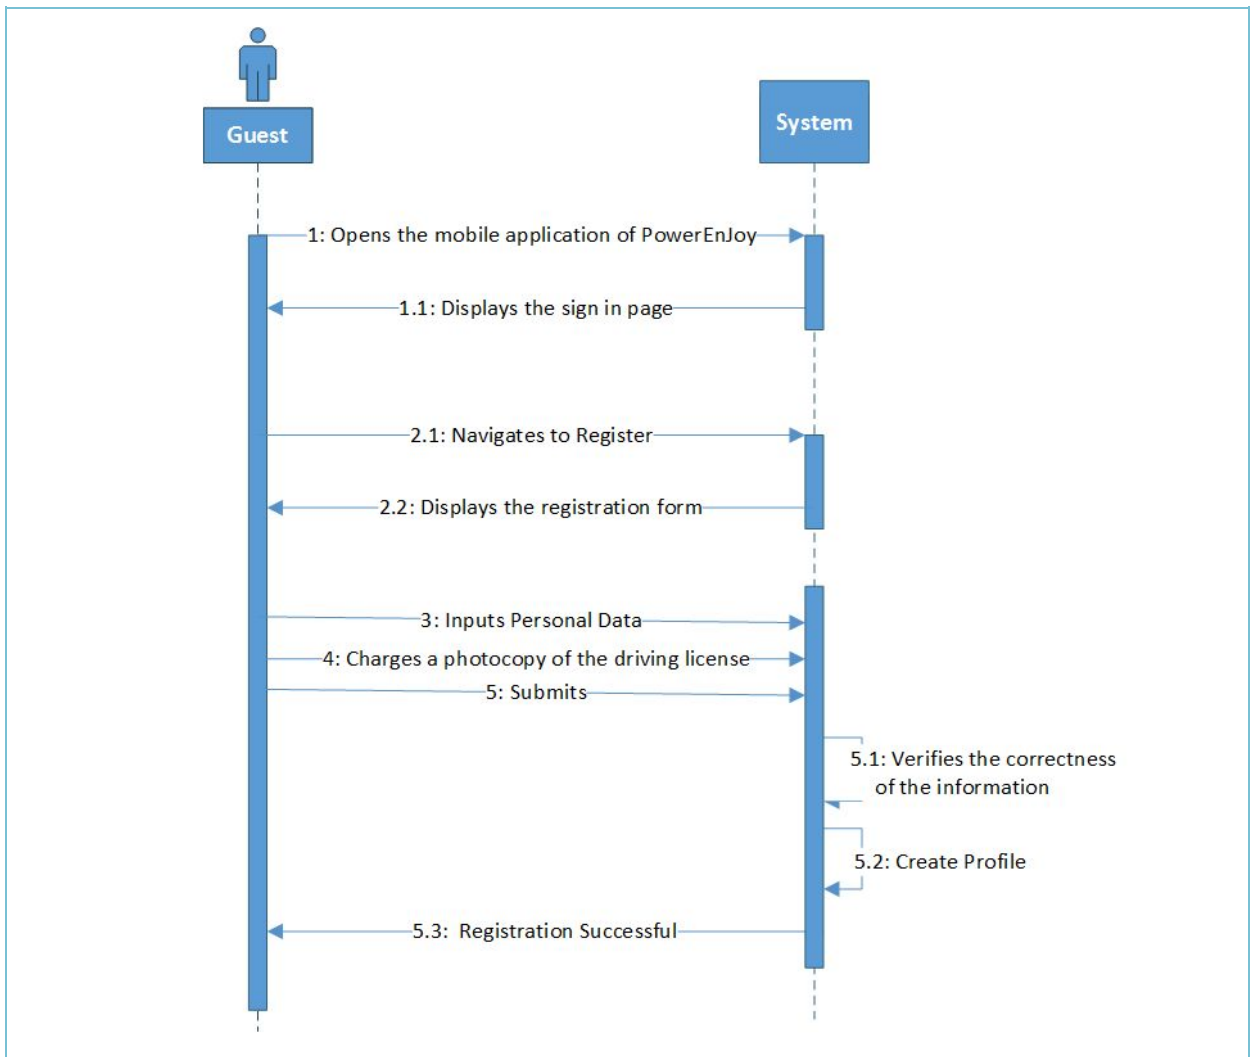 Guest
System
1: Opens the mobile application of PowerEnJoy
1.1: Displays the sign in page
2.1: Navigates to Register
2.2: Displays the registration form
3: Inputs Personal Data
4: Charges a photocopy of the driving license
5: Submits
5.1: Verifies the correctness
of the information
5.2: Create Profile
5.3:  Registration Successful